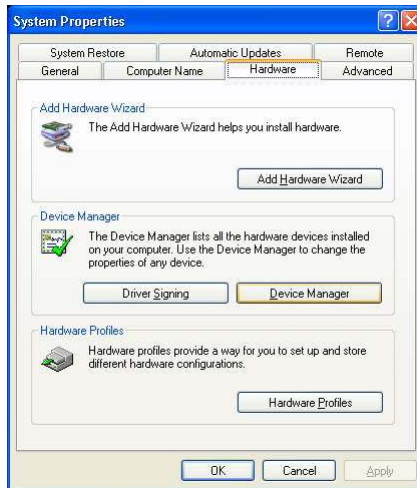 System Properties
System Restore Automatic Updates Remote
General Computer Name Hardware Advanced
Add Hardware Wizard
The Add Hardware Wizard helps you install hardware.
Add Hardware Wizard
Device Manager
The Device Manager lists all the hardware devices installed
on your computer. Use the Device Manager to change the
properties of any device.
Driver Signing Device Manager
Hardware Profiles
Hardware profiles provide a way for you to set up and store
different hardware configurations.
Hardware Profiles
OK Cancel Apply